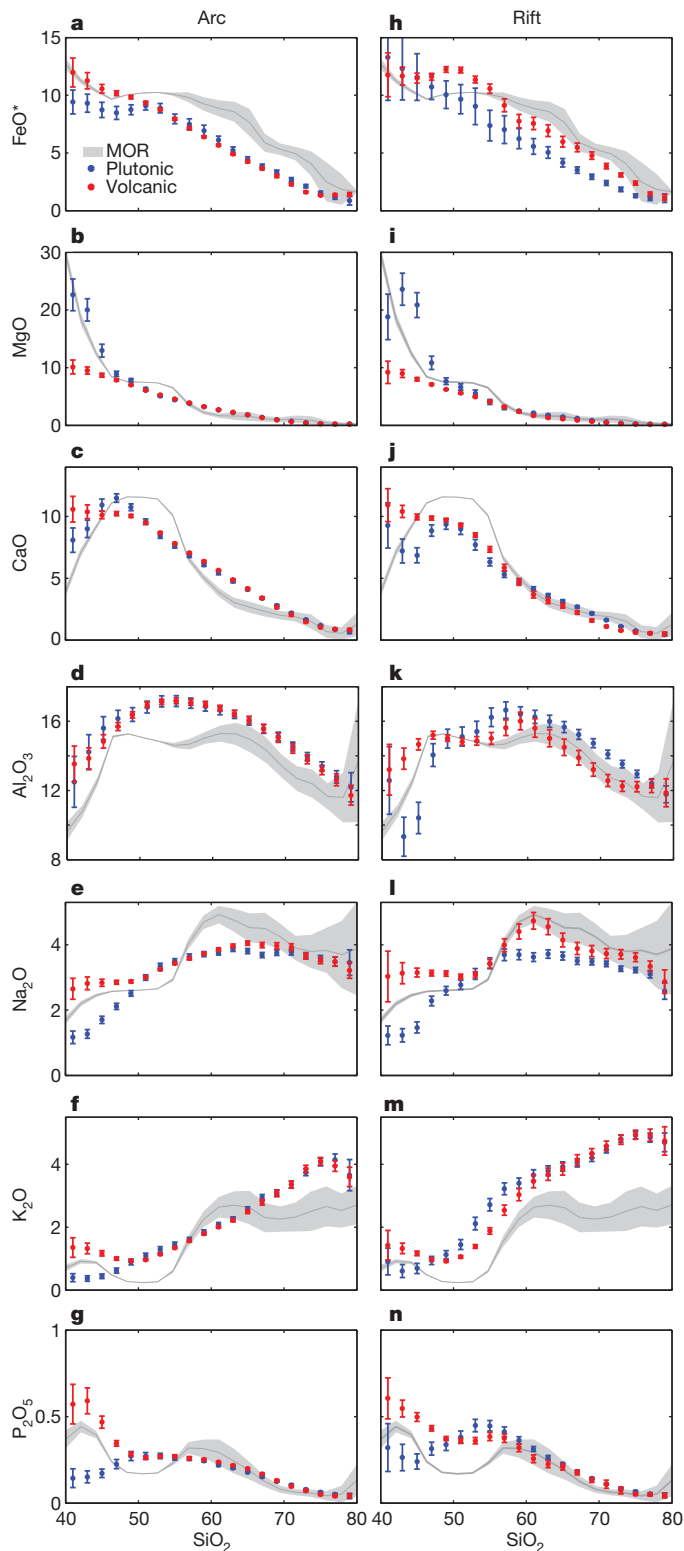 Arc
Rift
a
h
15
10
5
0
FeO*
MOR
Plutonic
Volcanic
b
i
30
20
10
0
MgO
c
j
15
10
5
0
CaO
d
k
16
12
8
Al₂O₃
e
l
4
2
0
Na₂O
f
m
4
2
0
K₂O
g
n
1
0.5
0
P₂O₅
40 50 60 70 80
40 50 60 70 80
SiO₂
SiO₂